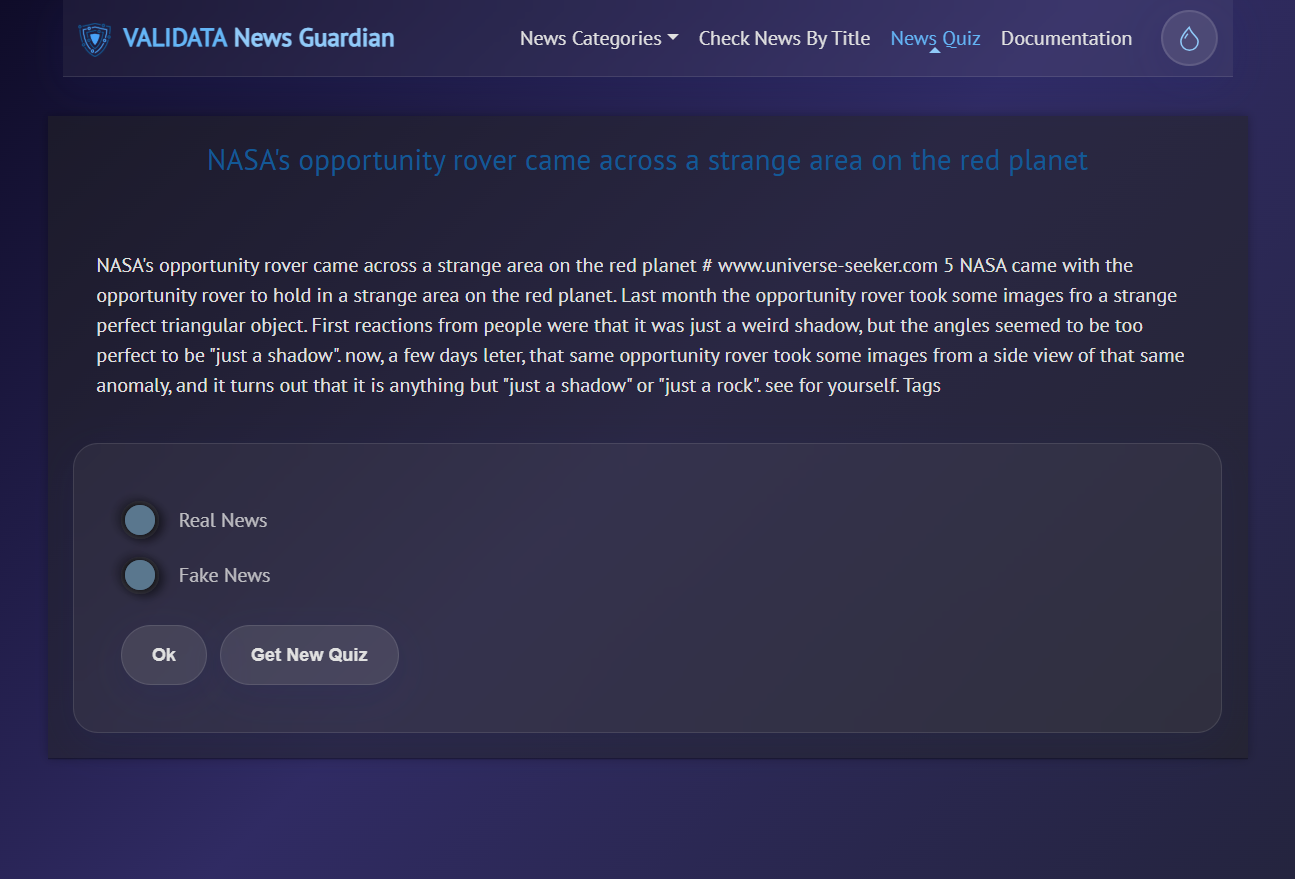 VALIDATA News Guardian
News Categories
Check News By Title
News Quiz
Documentation
NASA's opportunity rover came across a strange area on the red planet
NASA's opportunity rover came across a strange area on the red planet # www.universe-seeker.com 5 NASA came with the
opportunity rover to hold in a strange area on the red planet. Last month the opportunity rover took some images fro a strange
perfect triangular object. First reactions from people were that it was just a weird shadow, but the angles seemed to be too
perfect to be "just a shadow". now, a few days leter, that same opportunity rover took some images from a side view of that same
anomaly, and it turns out that it is anything but "just a shadow" or "just a rock". see for yourself. Tags
Real News
Fake News
Ok
Get New Quiz